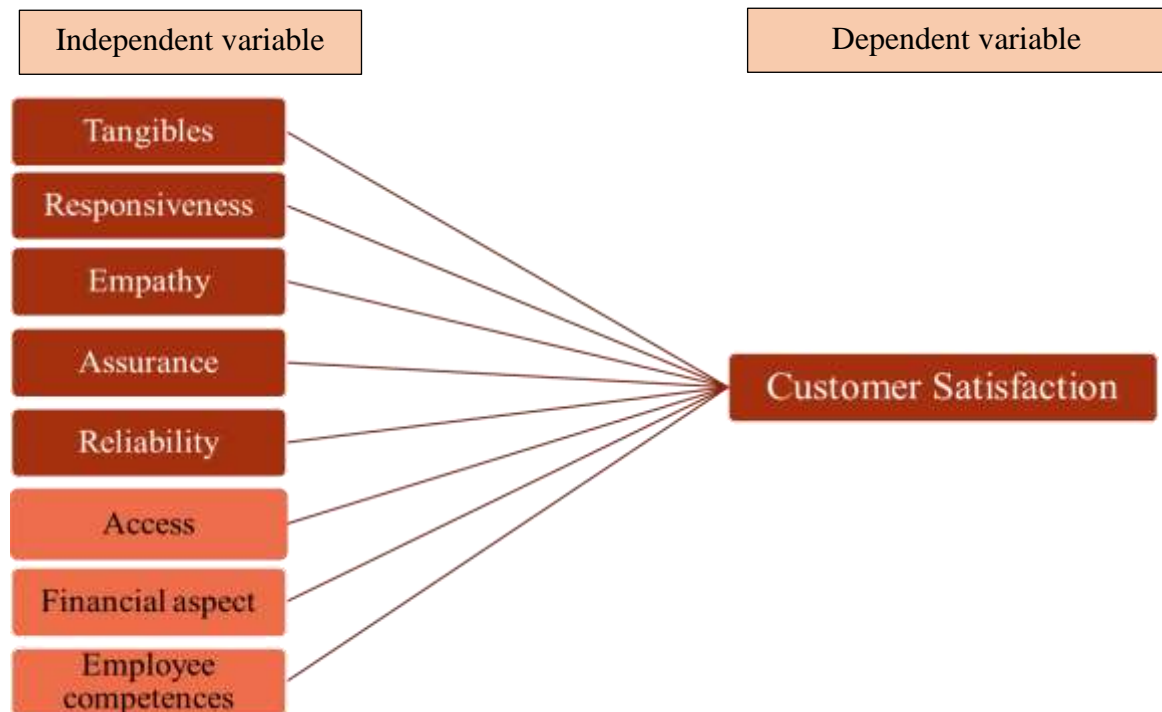 Independent variable
Dependent variable
Tangibles
Responsiveness
Empathy
Assurance
Reliability
Access
Financial aspect
Employee
competences
Customer Satisfaction